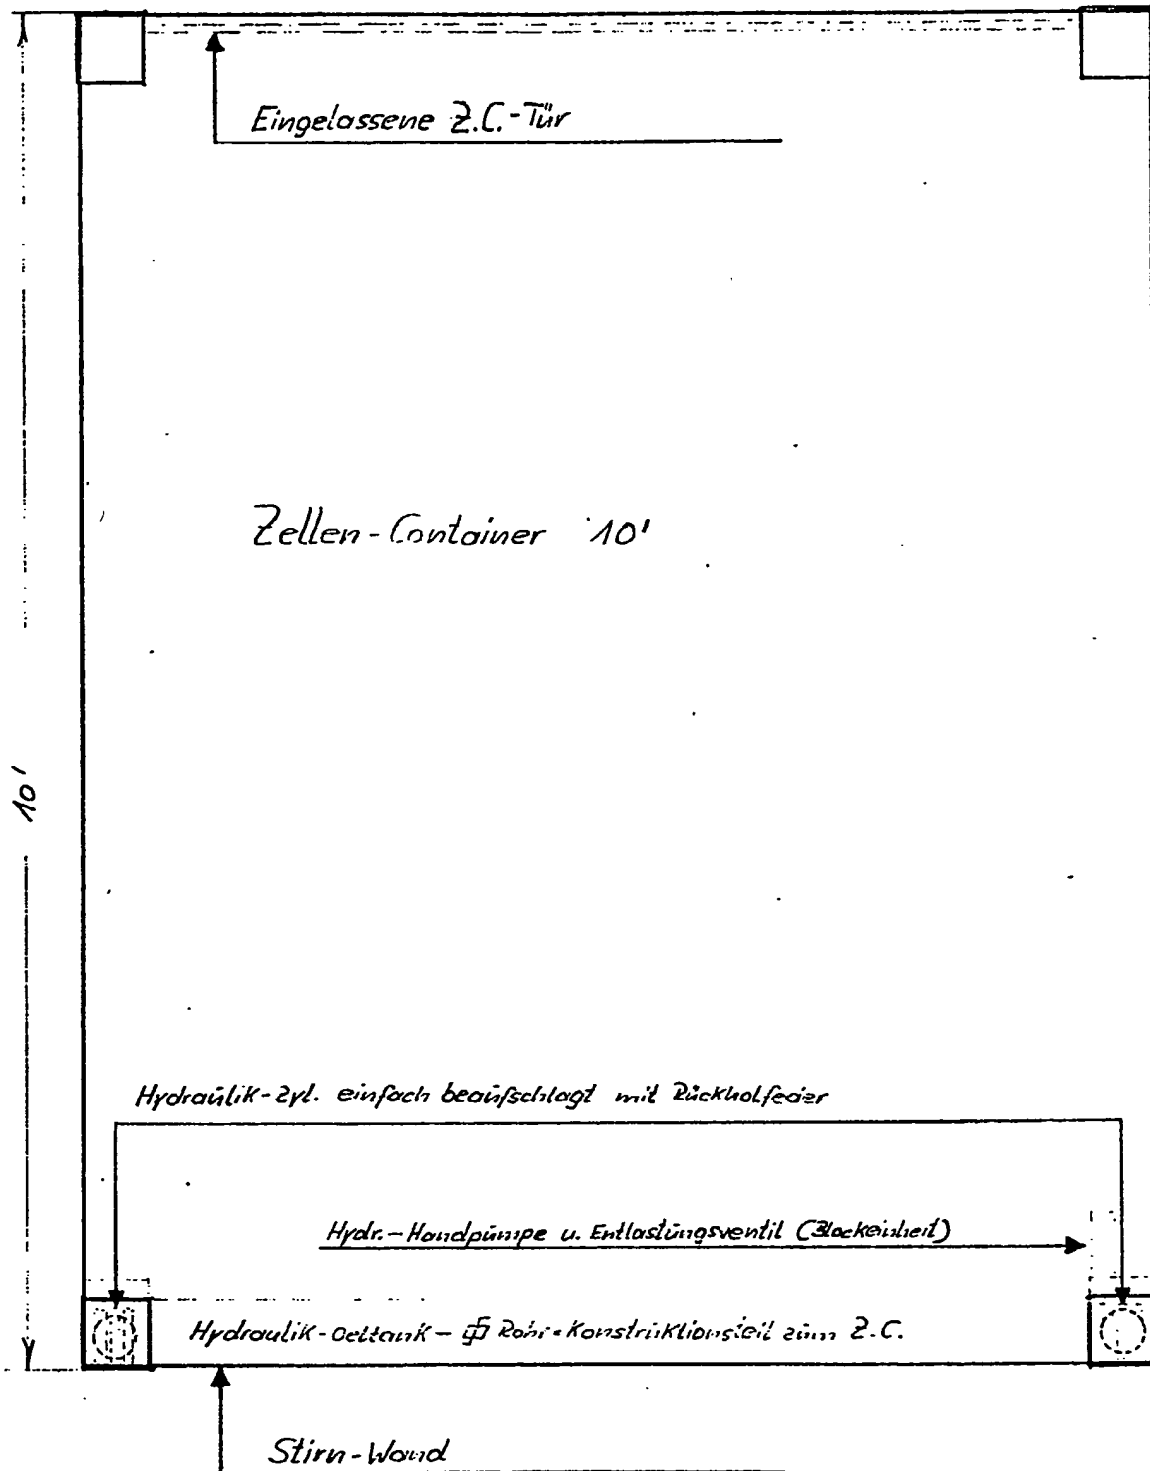 Eingelassene Z.C.-Tür
Zellen-Container 10'
10'
Hydraulik-Zyl. einfach beaufschlagt mit Rückholfeder
Hydr.-Handpumpe u. Entlastungsventil (Blockeinheit)
Hydraulik-Oeltank - Rohr-Konstruktionsteil zum Z.C.
Stirn-Wand